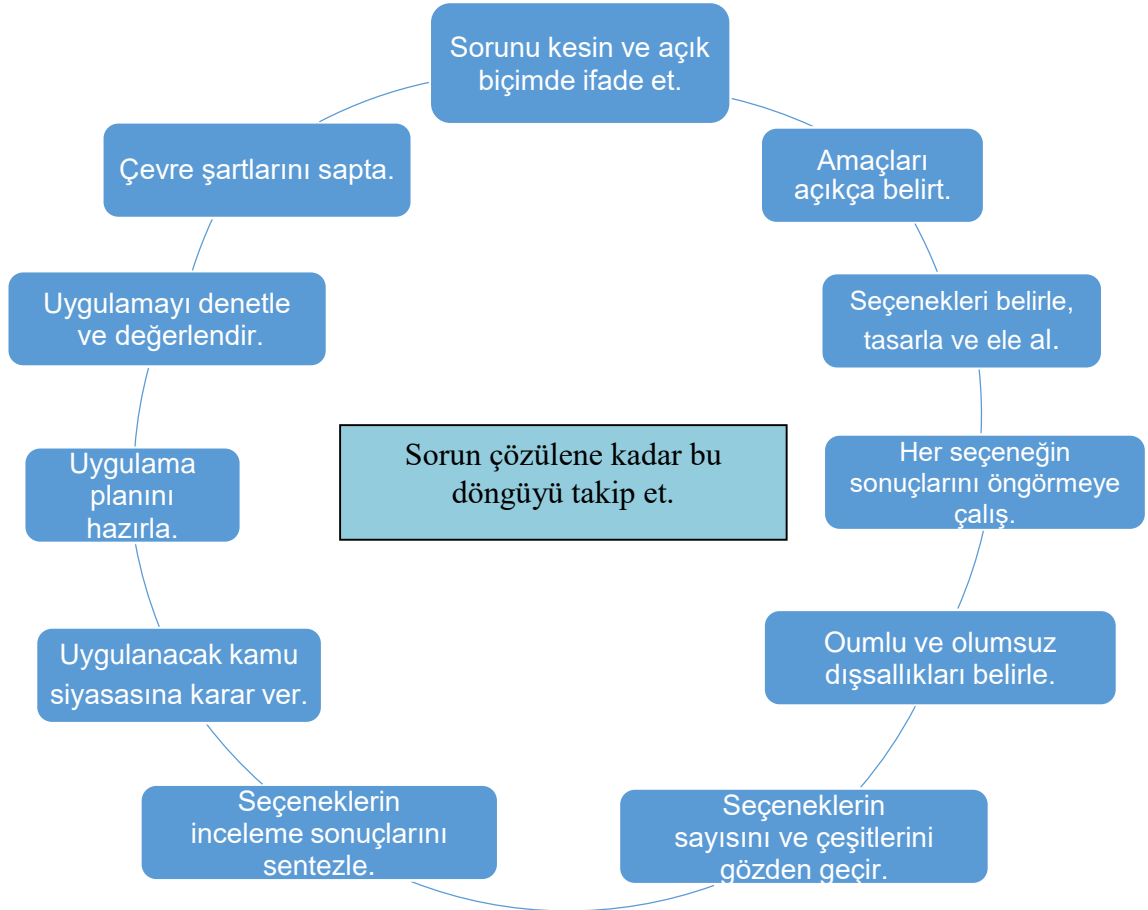 Sorunu kesin ve açık
biçimde ifade et.
Amaçları
açıkça belirt.
Seçenekleri belirle,
tasarla ve ele al.
Her seçeneğin
sonuçlarını öngörmeye
çalış.
Oumlu ve olumsuz
dışsallıkları belirle.
Seçeneklerin
sayısını ve çeşitlerini
gözden geçir.
Seçeneklerin
inceleme sonuçlarını
sentezle.
Uygulanacak kamu
siyasasına karar ver.
Uygulama
planını
hazırla.
Uygulamayı denetle
ve değerlendir.
Çevre şartlarını sapta.
Sorun çözülene kadar bu
döngüyü takip et.